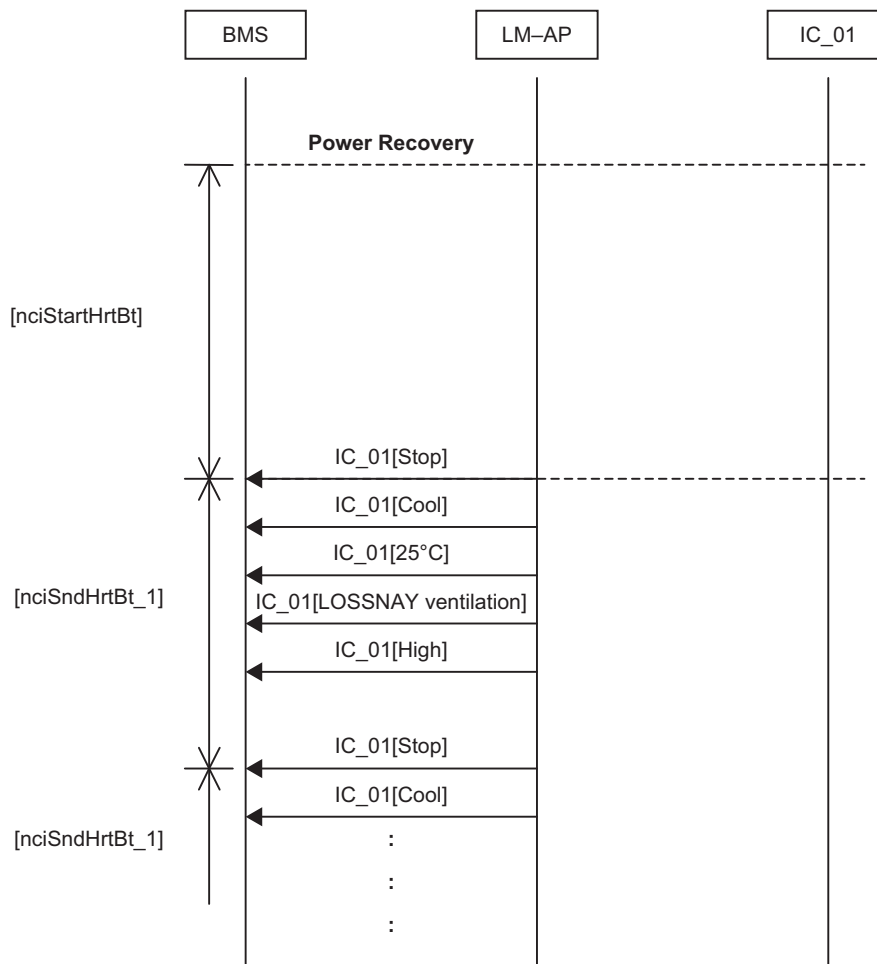 BMS
LM–AP
IC_01
Power Recovery
[nciStartHrtBt]
IC_01[Stop]
IC_01[Cool]
IC_01[25°C]
[nciSndHrtBt_1]
IC_01[LOSSNAY ventilation]
IC_01[High]
IC_01[Stop]
IC_01[Cool]
[nciSndHrtBt_1]
:
:
: